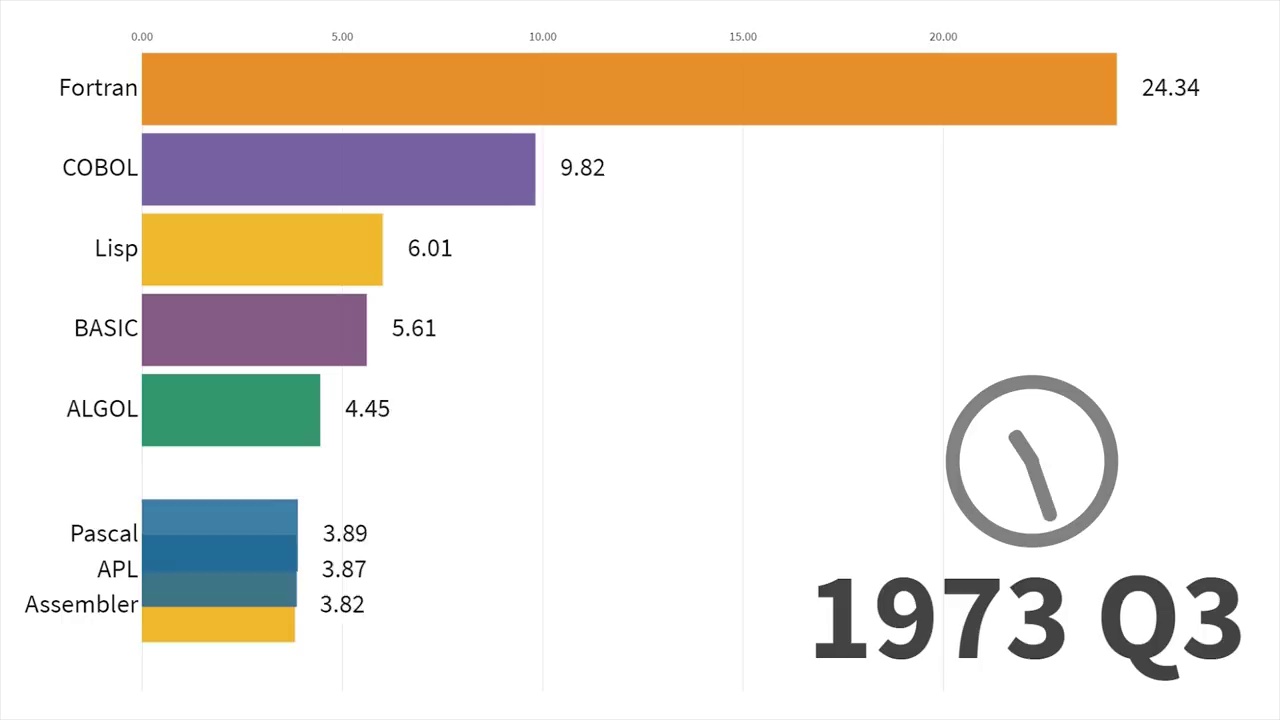 0.00 5.00 10.00 15.00 20.00
Fortran 24.34
COBOL 9.82
Lisp 6.01
BASIC 5.61
ALGOL 4.45
Pascal 3.89
APL 3.87
Assembler 3.82
1973 Q3